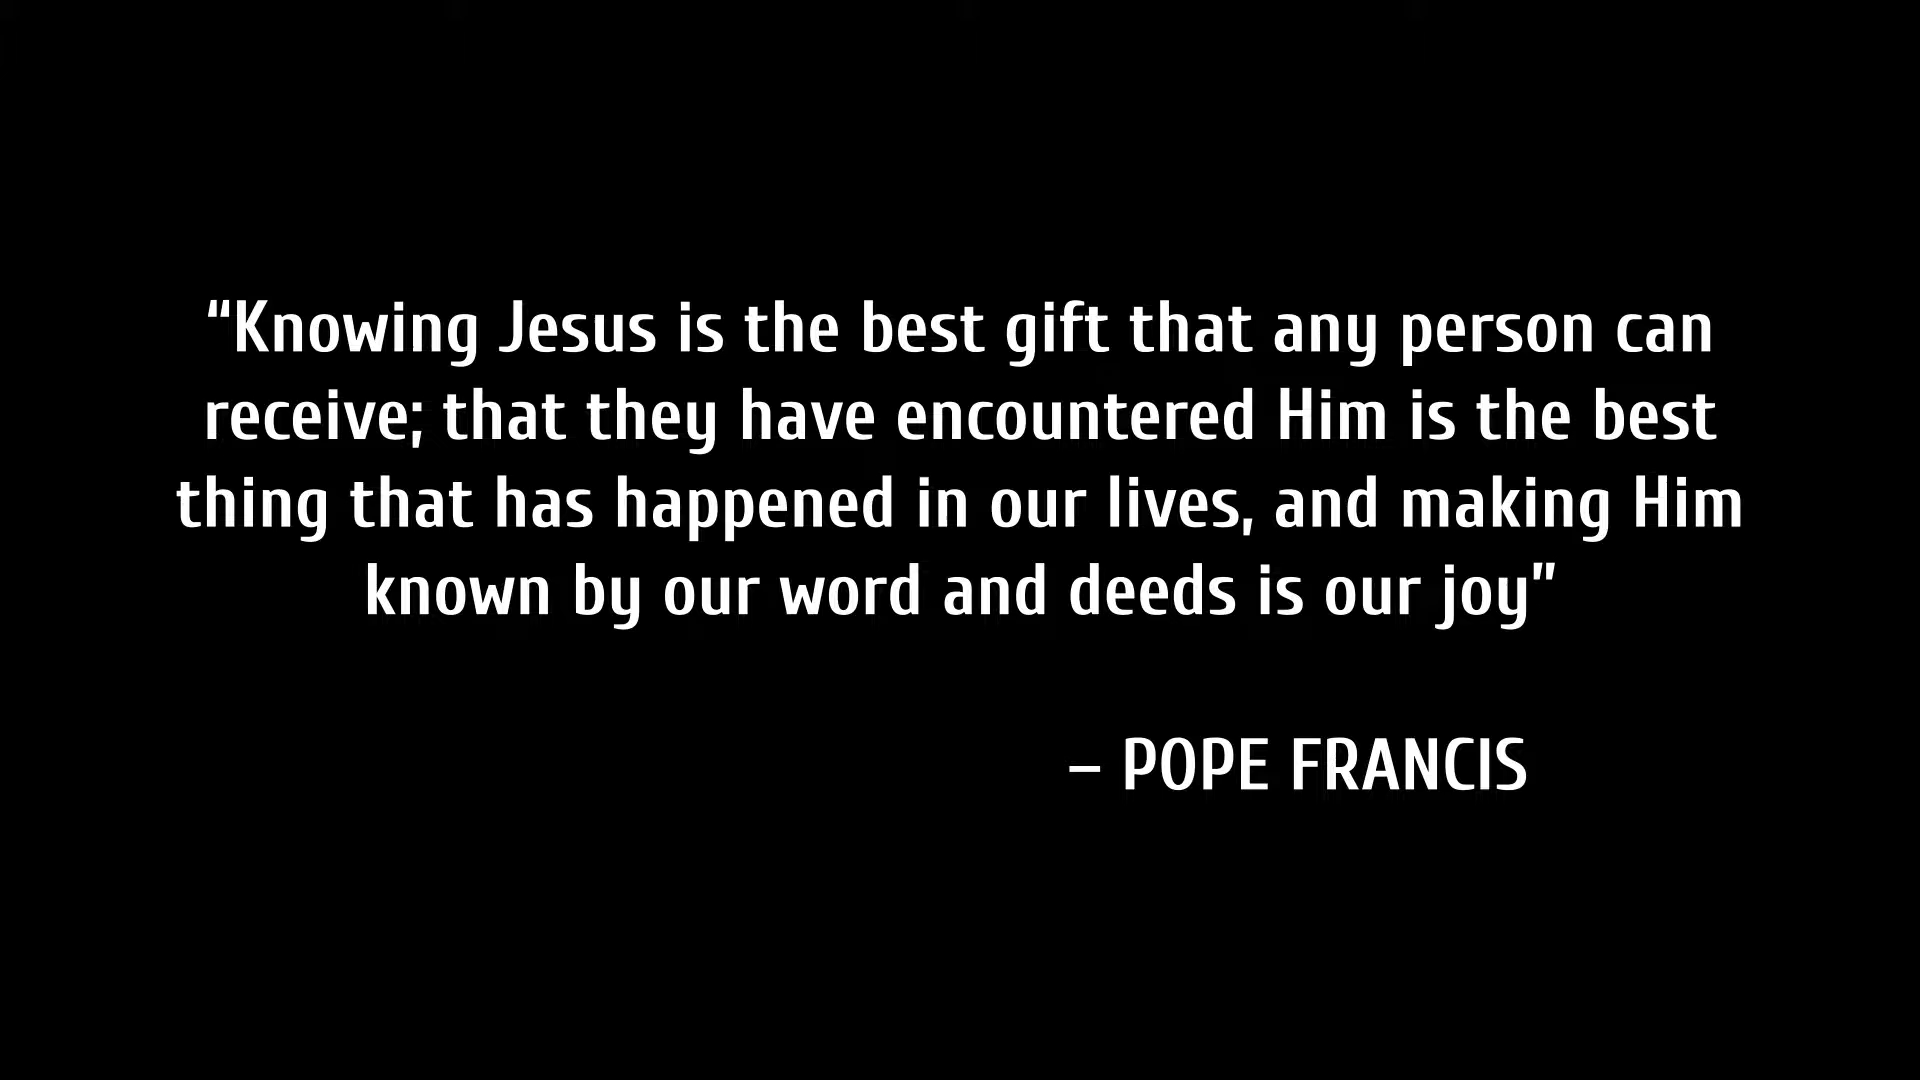 “Knowing Jesus is the best gift that any person can
receive; that they have encountered Him is the best
thing that has happened in our lives, and making Him
known by our word and deeds is our joy”
– POPE FRANCIS